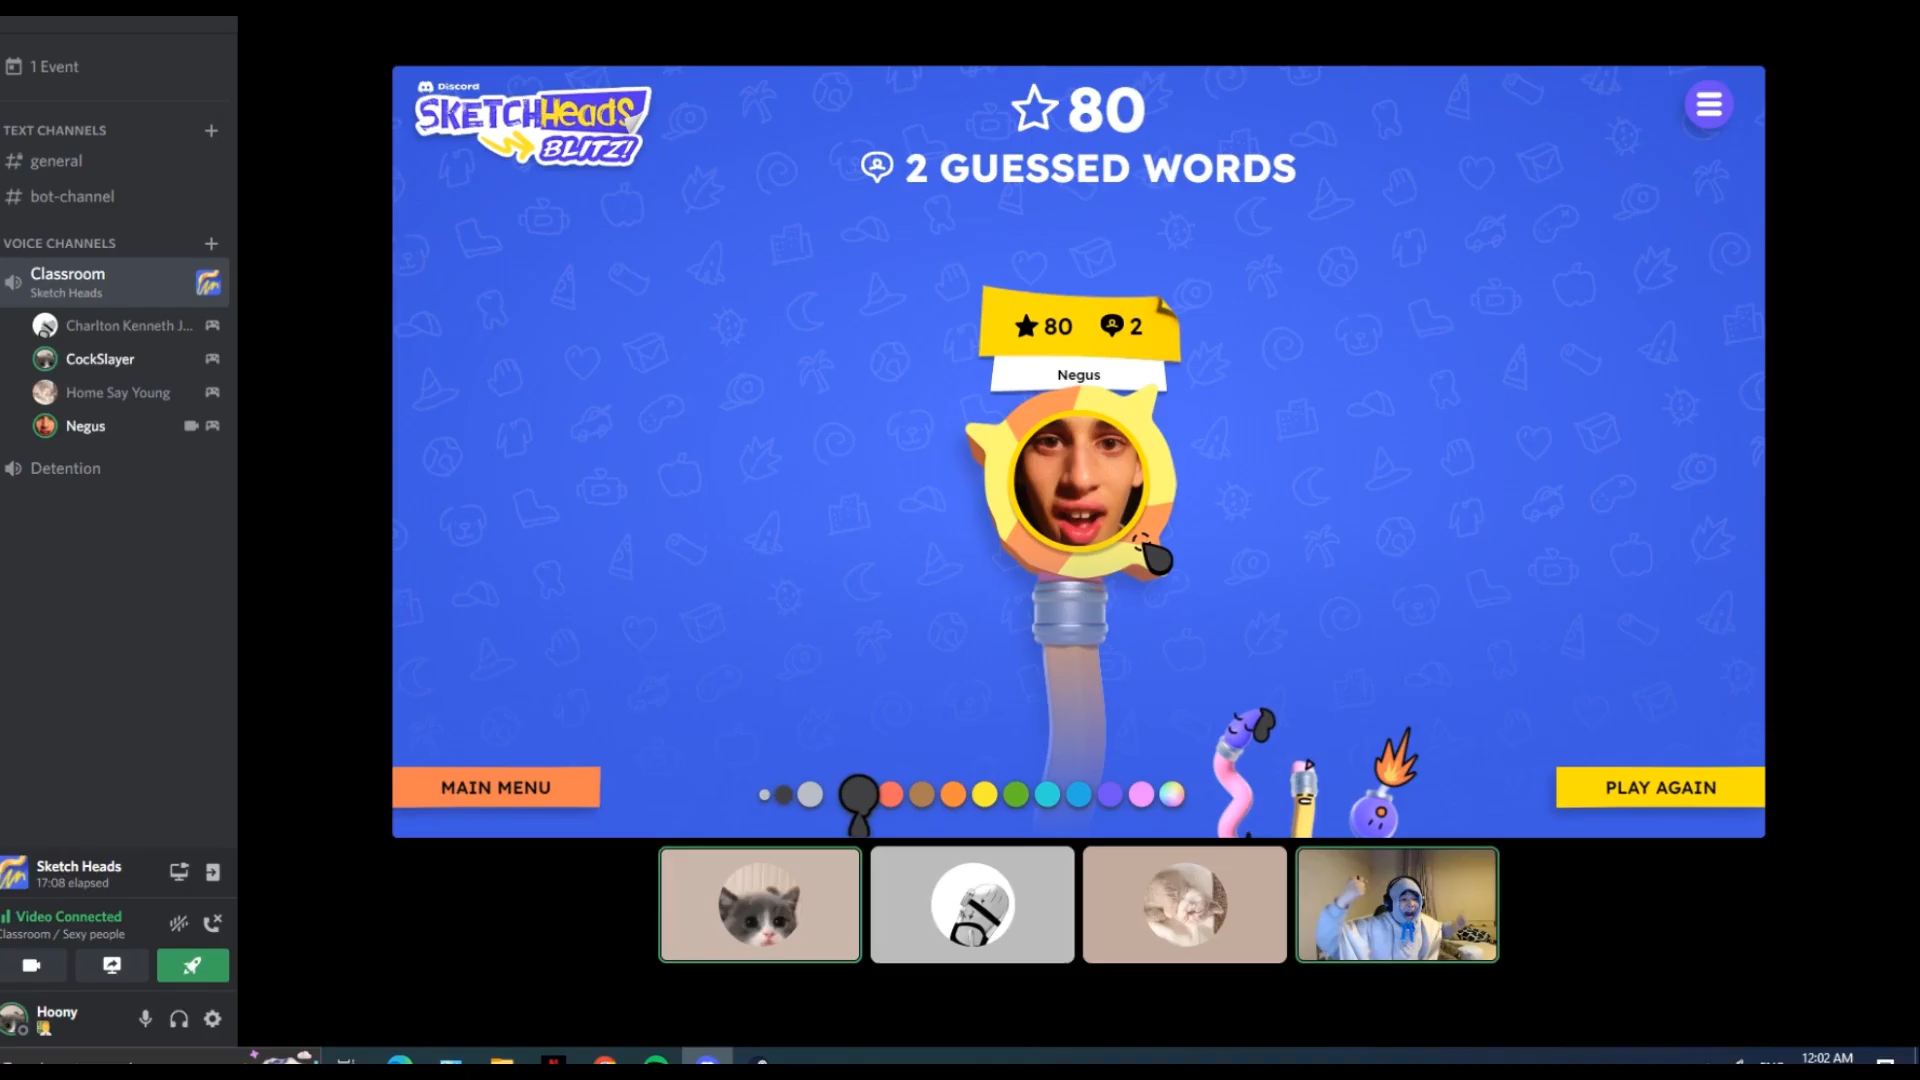 1 Event
TEXT CHANNELS
general
bot-channel
VOICE CHANNELS
Classroom
Sketch Heads
Charlton Kenneth J...
CockSlayer
Home Say Young
Negus
Detention
Sketch Heads
17:08 elapsed
Video Connected
Classroom / Sexy people
Hoony
Discord
SKETCHHeadS
BLITZ!
80
2 GUESSED WORDS
80 2
Negus
MAIN MENU
PLAY AGAIN
12:02 AM